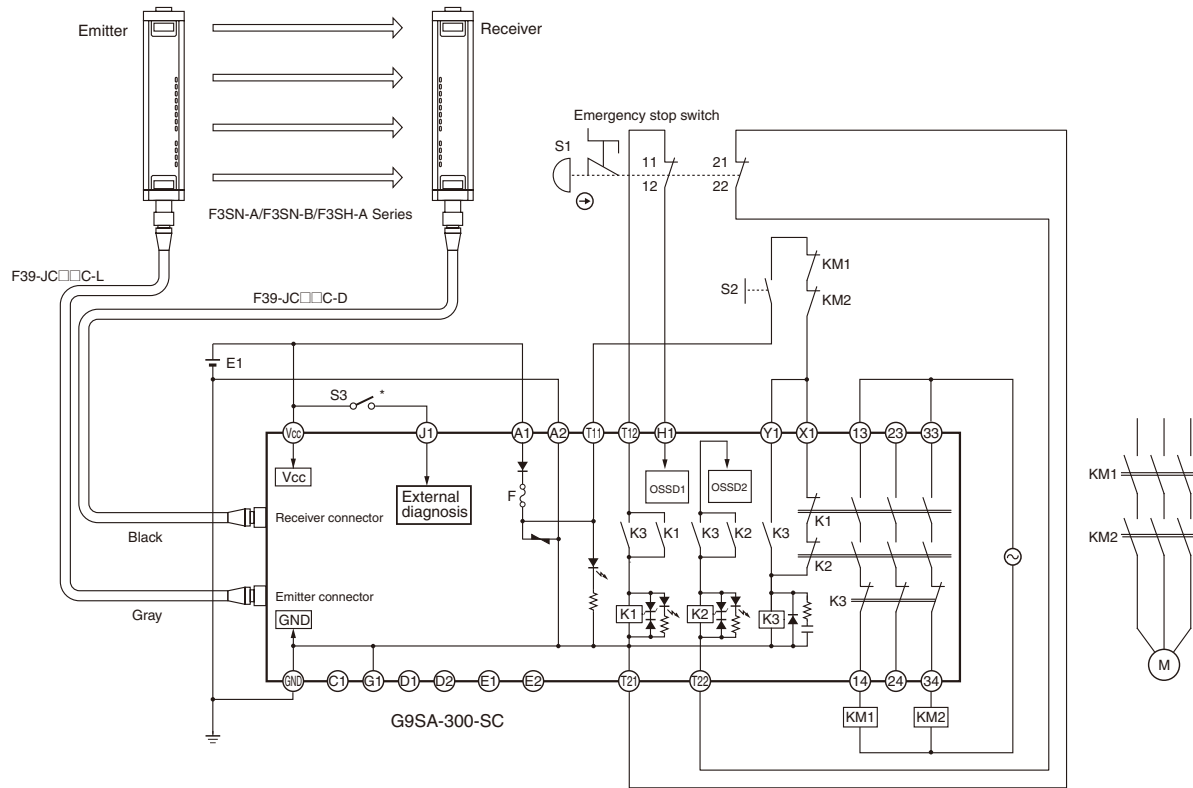 Emitter
Receiver
Emergency stop switch
S1
11
12
21
22
F3SN-A/F3SN-B/F3SH-A Series
F39-JC□□C-L
F39-JC□□C-D
S2
KM1
KM2
E1
S3 *
Vcc J1 A1 A2 T11 T12 H1 Y1 X1 13 23 33
Vcc
External
diagnosis
F
OSSD1
OSSD2
Receiver connector
Black
K3 K1 K3 K2 K3
K1
K2
K3
Emitter connector
Gray
GND
K1
K2
K3
GND C1 G1 D1 D2 E1 E2 T21 T22 14 24 34
G9SA-300-SC
KM1
KM2
KM1
KM2
M